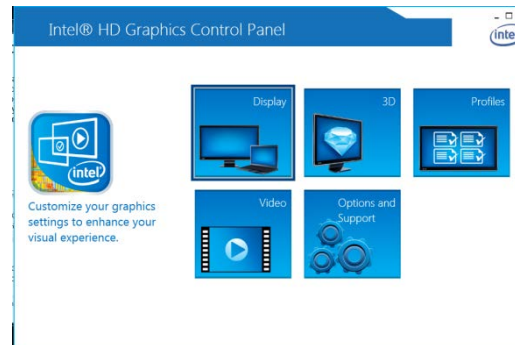 Intel® HD Graphics Control Panel
Display
3D
Profiles
Customize your graphics
settings to enhance your
visual experience.
intel
Video
Options and
Support